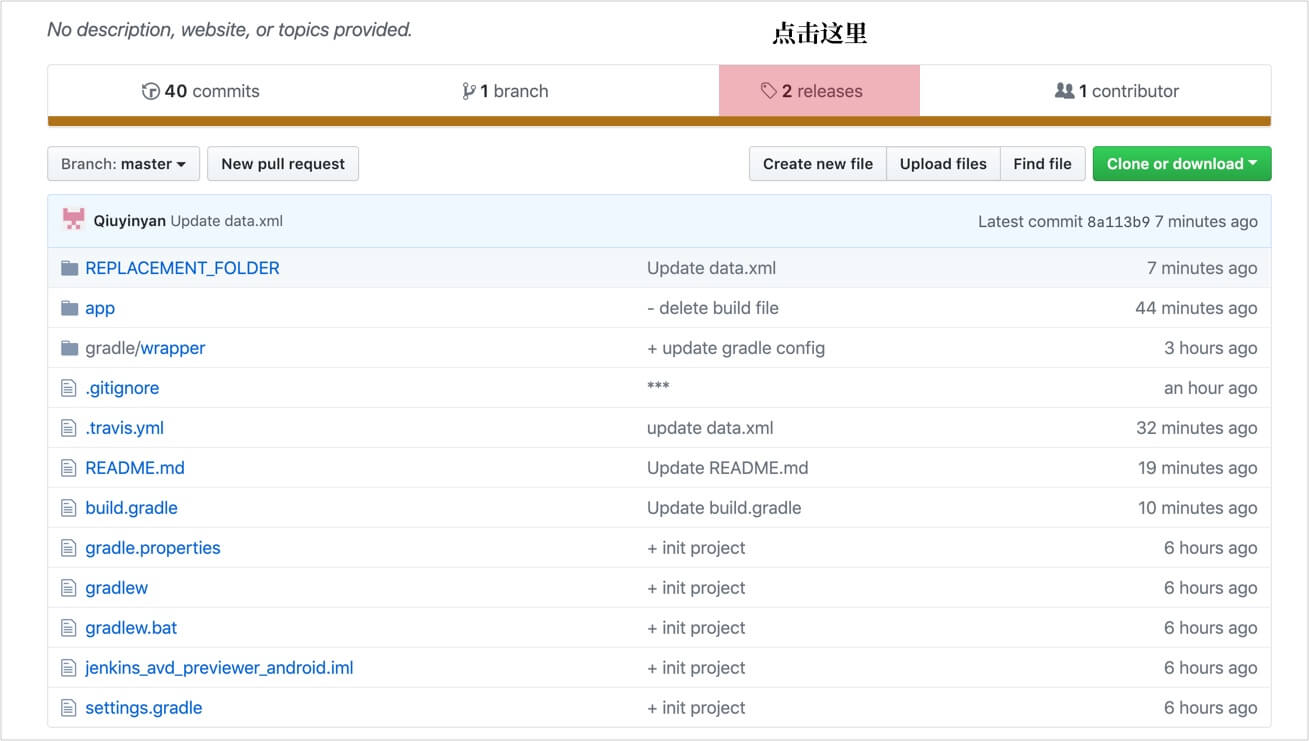 No description, website, or topics provided.
点击这里
40 commits 1 branch 2 releases 1 contributor
Branch: master New pull request Create new file Upload files Find file Clone or download
Qiuyinyan Update data.xml Latest commit 8a113b9 7 minutes ago
REPLACEMENT_FOLDER Update data.xml 7 minutes ago
app - delete build file 44 minutes ago
gradle/wrapper + update gradle config 3 hours ago
.gitignore *** an hour ago
.travis.yml update data.xml 32 minutes ago
README.md Update README.md 19 minutes ago
build.gradle Update build.gradle 10 minutes ago
gradle.properties + init project 6 hours ago
gradlew + init project 6 hours ago
gradlew.bat + init project 6 hours ago
jenkins_avd_previewer_android.iml + init project 6 hours ago
settings.gradle + init project 6 hours ago